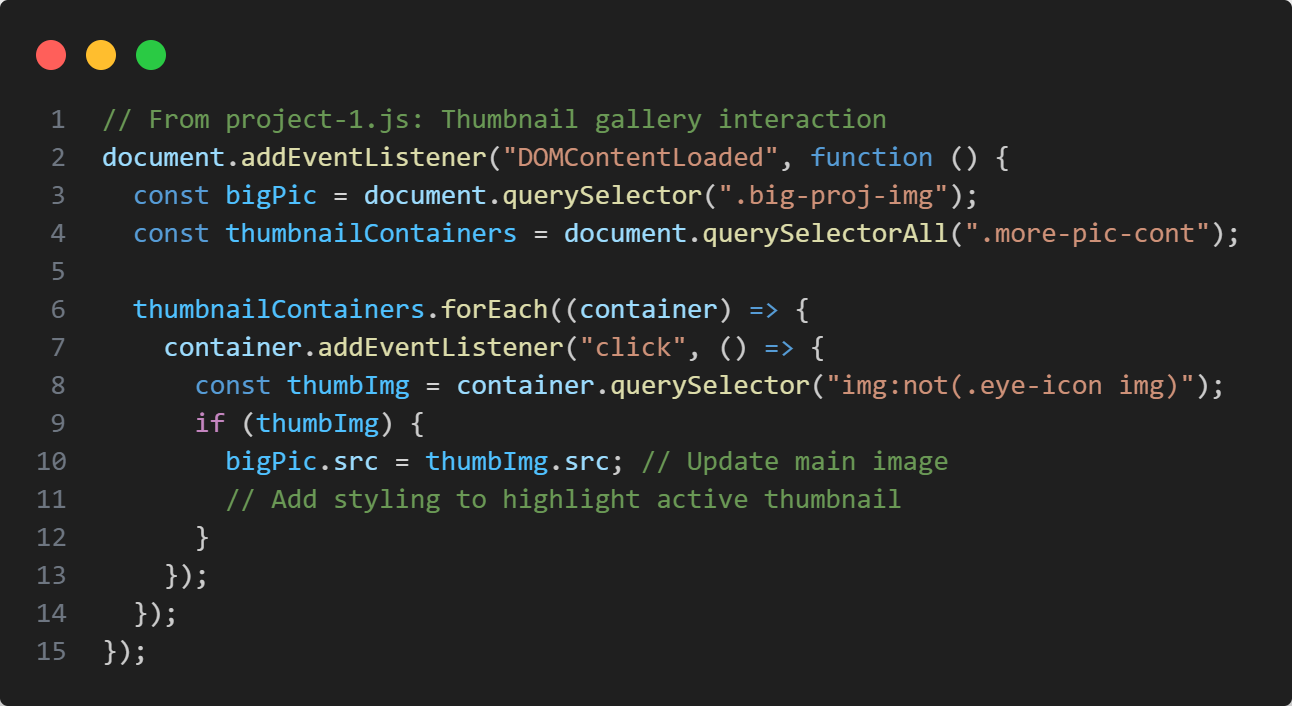 1 // From project-1.js: Thumbnail gallery interaction
2 document.addEventListener("DOMContentLoaded", function () {
3   const bigPic = document.querySelector(".big-proj-img");
4   const thumbnailContainers = document.querySelectorAll(".more-pic-cont");
5
6   thumbnailContainers.forEach((container) => {
7     container.addEventListener("click", () => {
8       const thumbImg = container.querySelector("img:not(.eye-icon img)");
9       if (thumbImg) {
10         bigPic.src = thumbImg.src; // Update main image
11         // Add styling to highlight active thumbnail
12       }
13     });
14   });
15 });